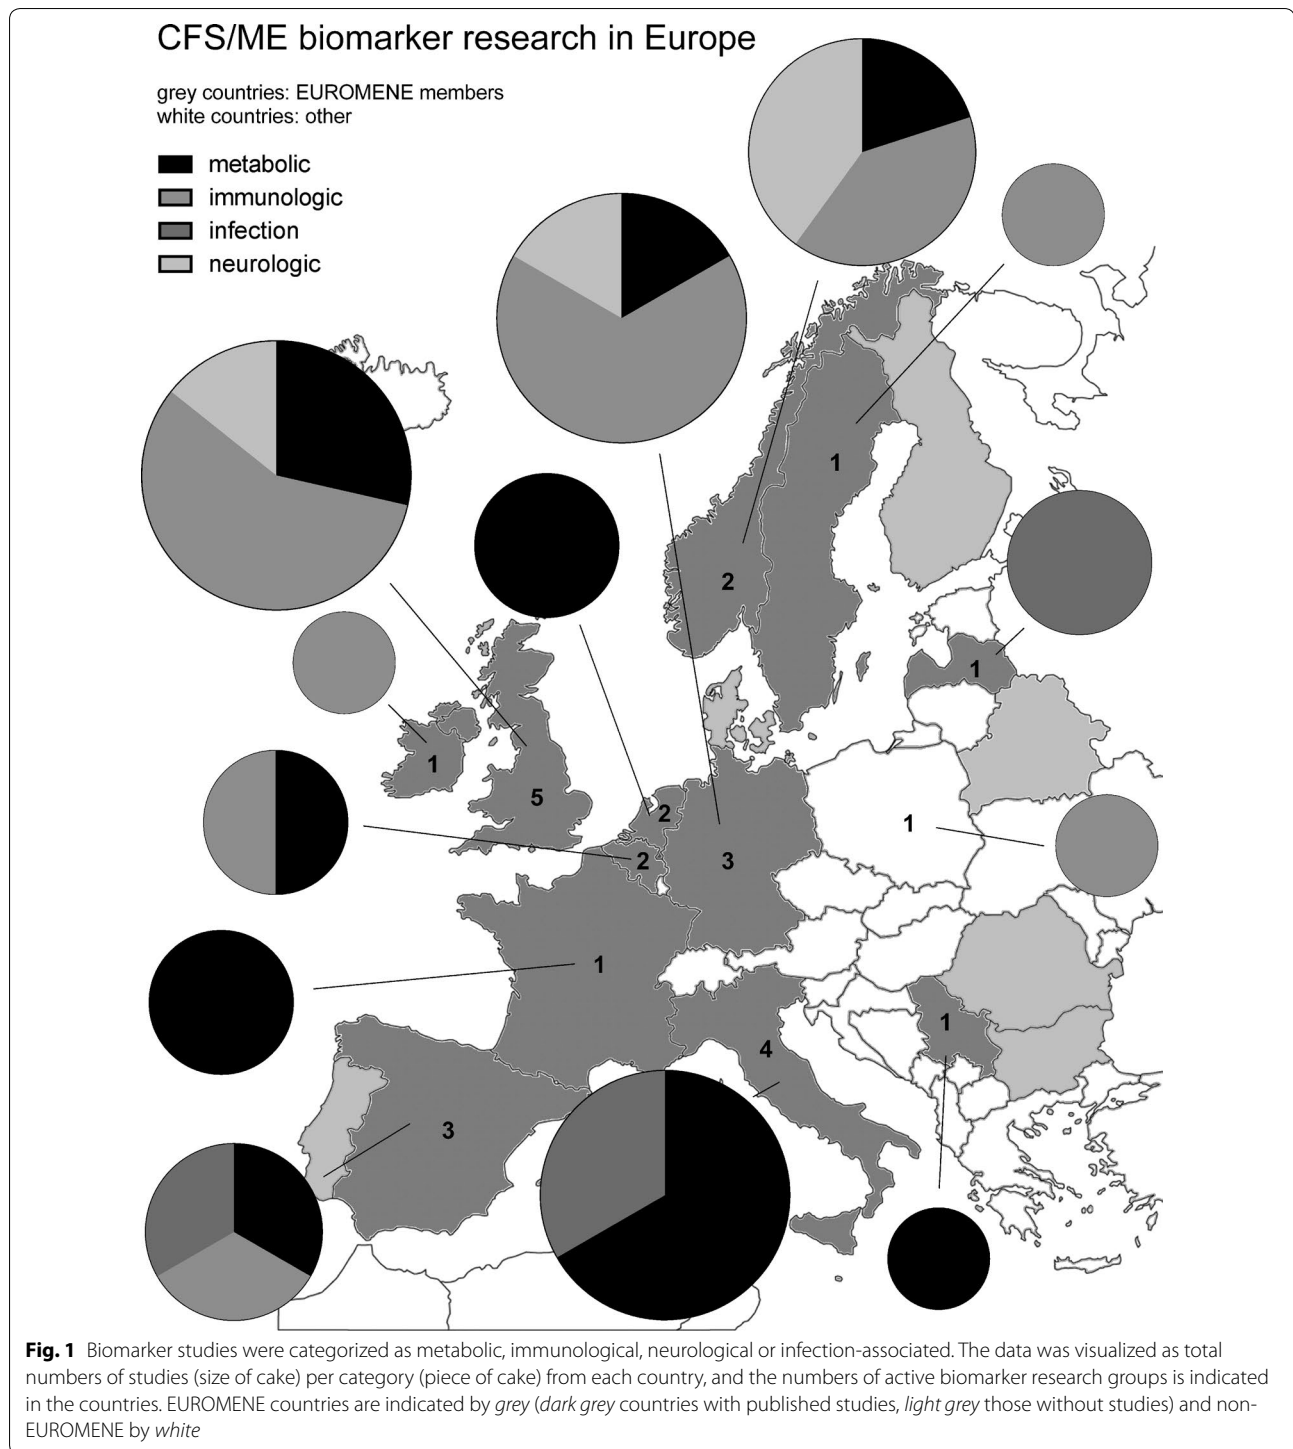 CFS/ME biomarker research in Europe
grey countries: EUROMENE members
white countries: other
metabolic
immunologic
infection
neurologic
1
2
1
1
5
2
2
3
1
1
1
4
3
Fig. 1 Biomarker studies were categorized as metabolic, immunological, neurological or infection-associated. The data was visualized as total
numbers of studies (size of cake) per category (piece of cake) from each country, and the numbers of active biomarker research groups is indicated
in the countries. EUROMENE countries are indicated by grey (dark grey countries with published studies, light grey those without studies) and non-
EUROMENE by white